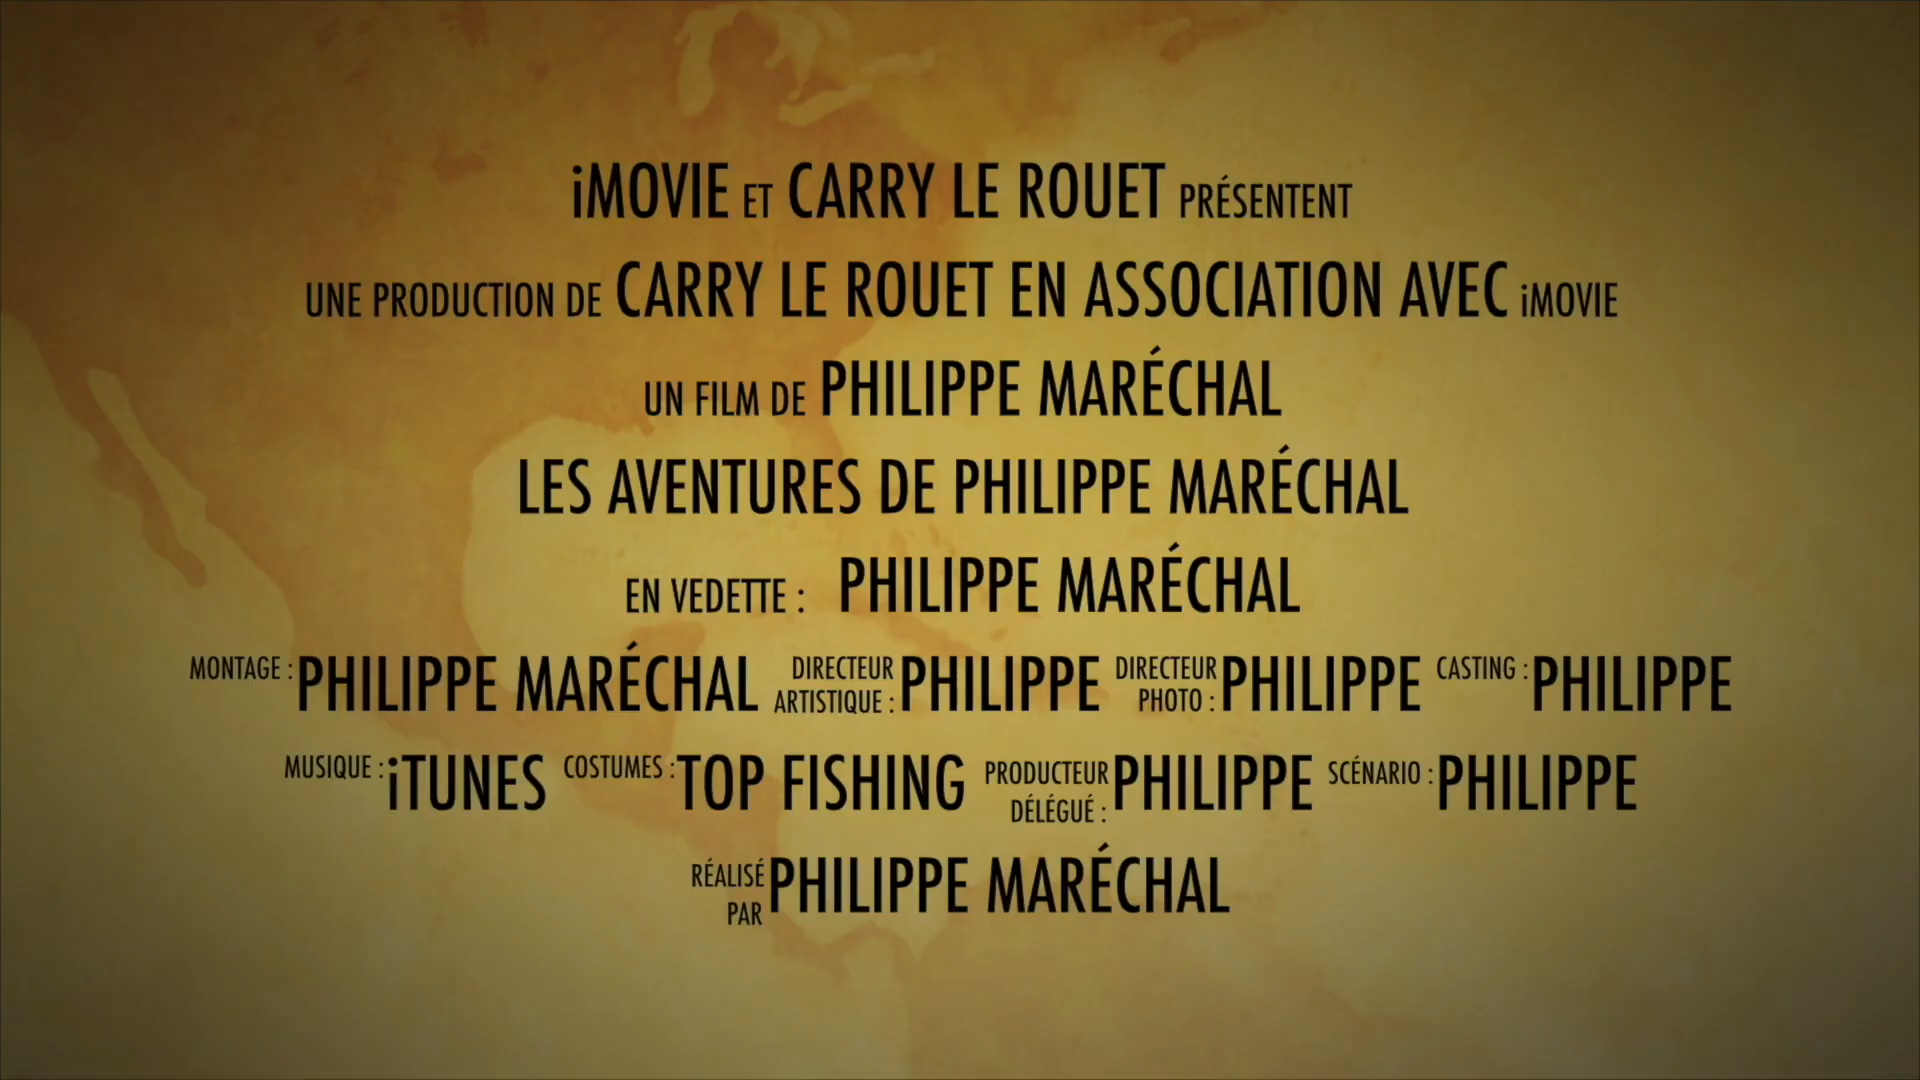 iMOVIE ET CARRY LE ROUET PRÉSENTENT
UNE PRODUCTION DE CARRY LE ROUET EN ASSOCIATION AVEC iMOVIE
UN FILM DE PHILIPPE MARÉCHAL
LES AVENTURES DE PHILIPPE MARÉCHAL
EN VEDETTE : PHILIPPE MARÉCHAL
MONTAGE : PHILIPPE MARÉCHAL DIRECTEUR ARTISTIQUE : PHILIPPE DIRECTEUR PHOTO : PHILIPPE CASTING : PHILIPPE
MUSIQUE : iTUNES COSTUMES : TOP FISHING PRODUCTEUR DÉLÉGUÉ : PHILIPPE SCÉNARIO : PHILIPPE
RÉALISÉ PAR PHILIPPE MARÉCHAL